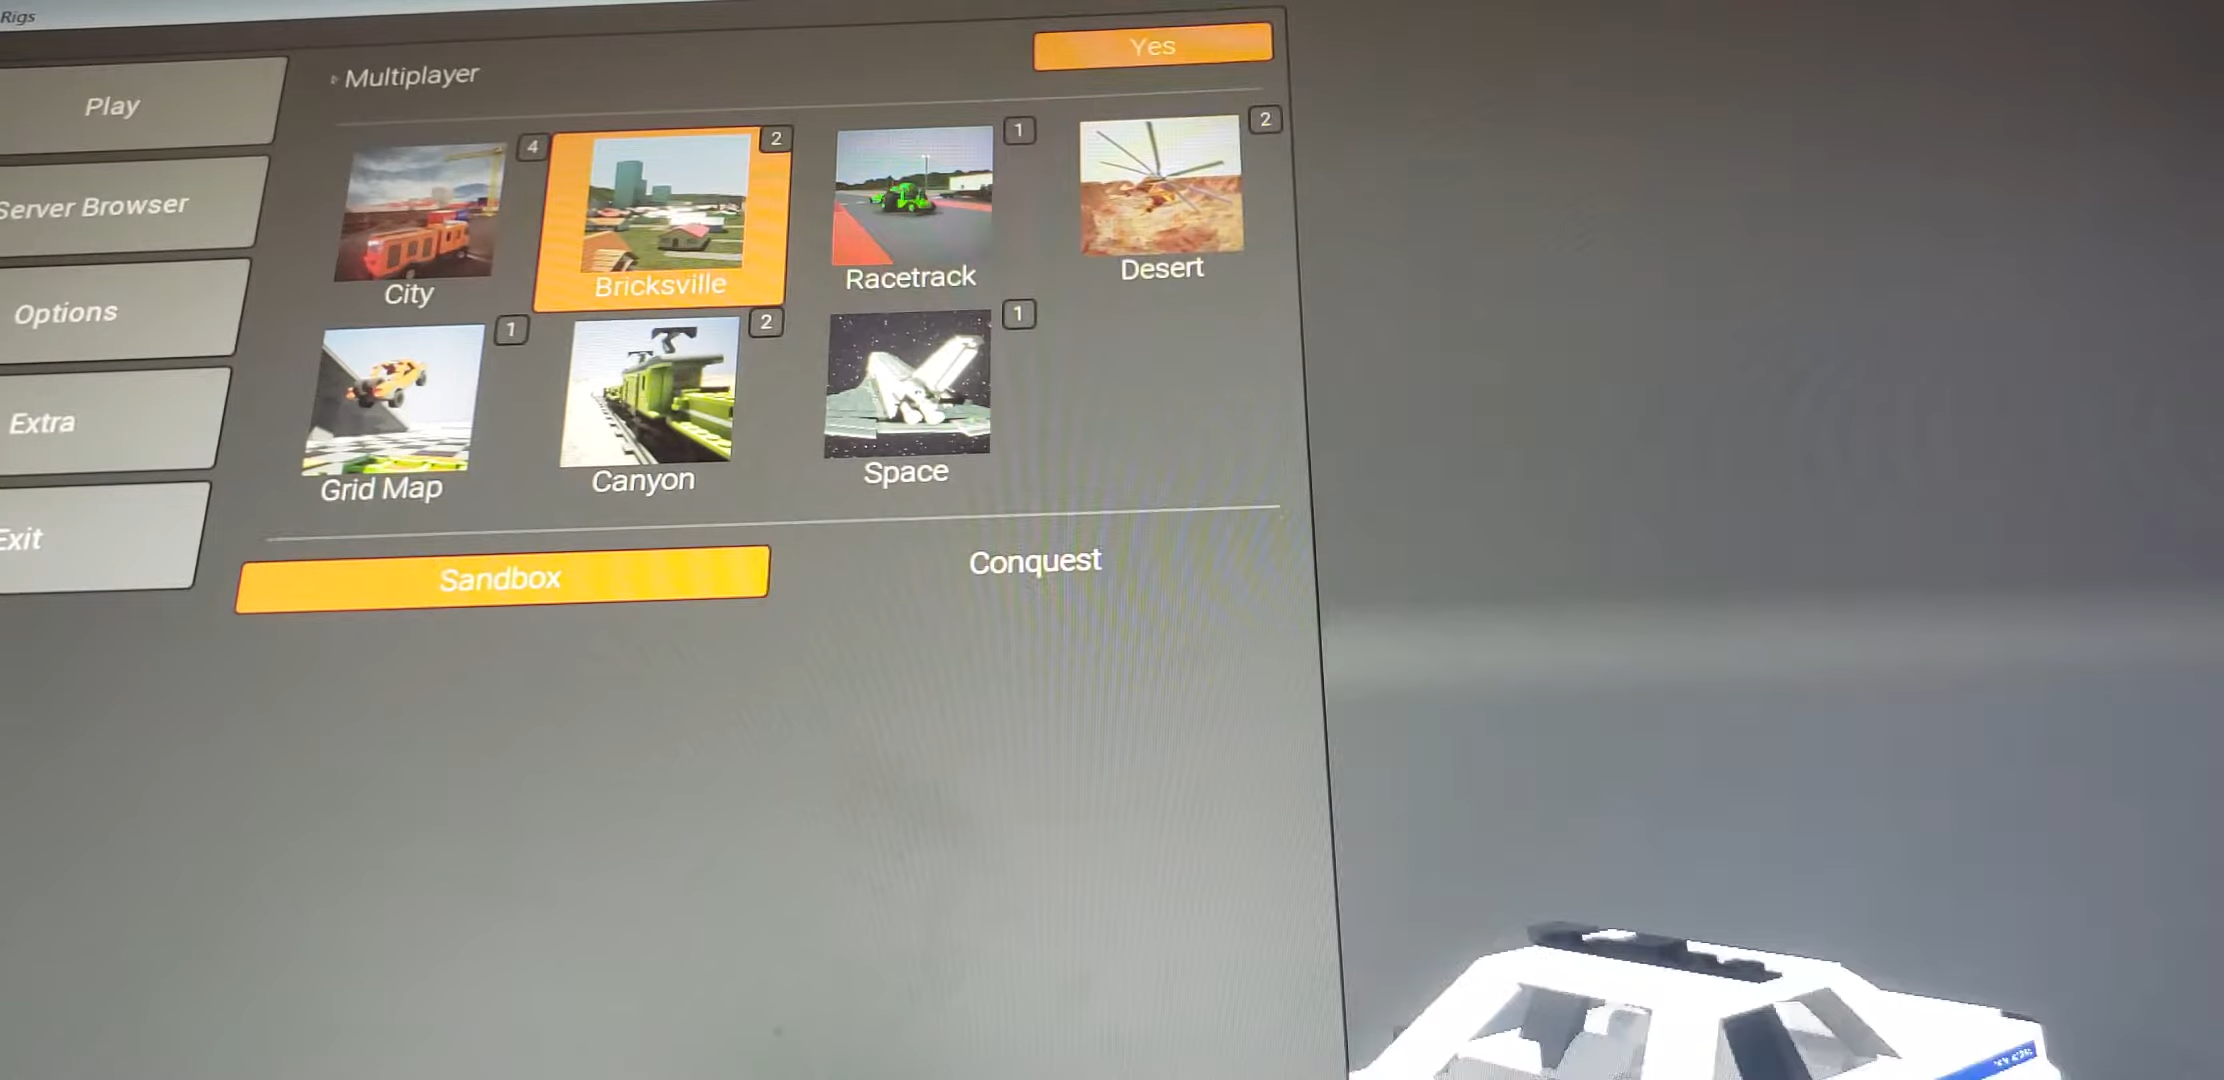 Rigs
Yes
Multiplayer
Play
4
2
1
2
Server Browser
City
Bricksville
Racetrack
Desert
Options
1
2
1
Extra
Grid Map
Canyon
Space
Exit
Sandbox
Conquest